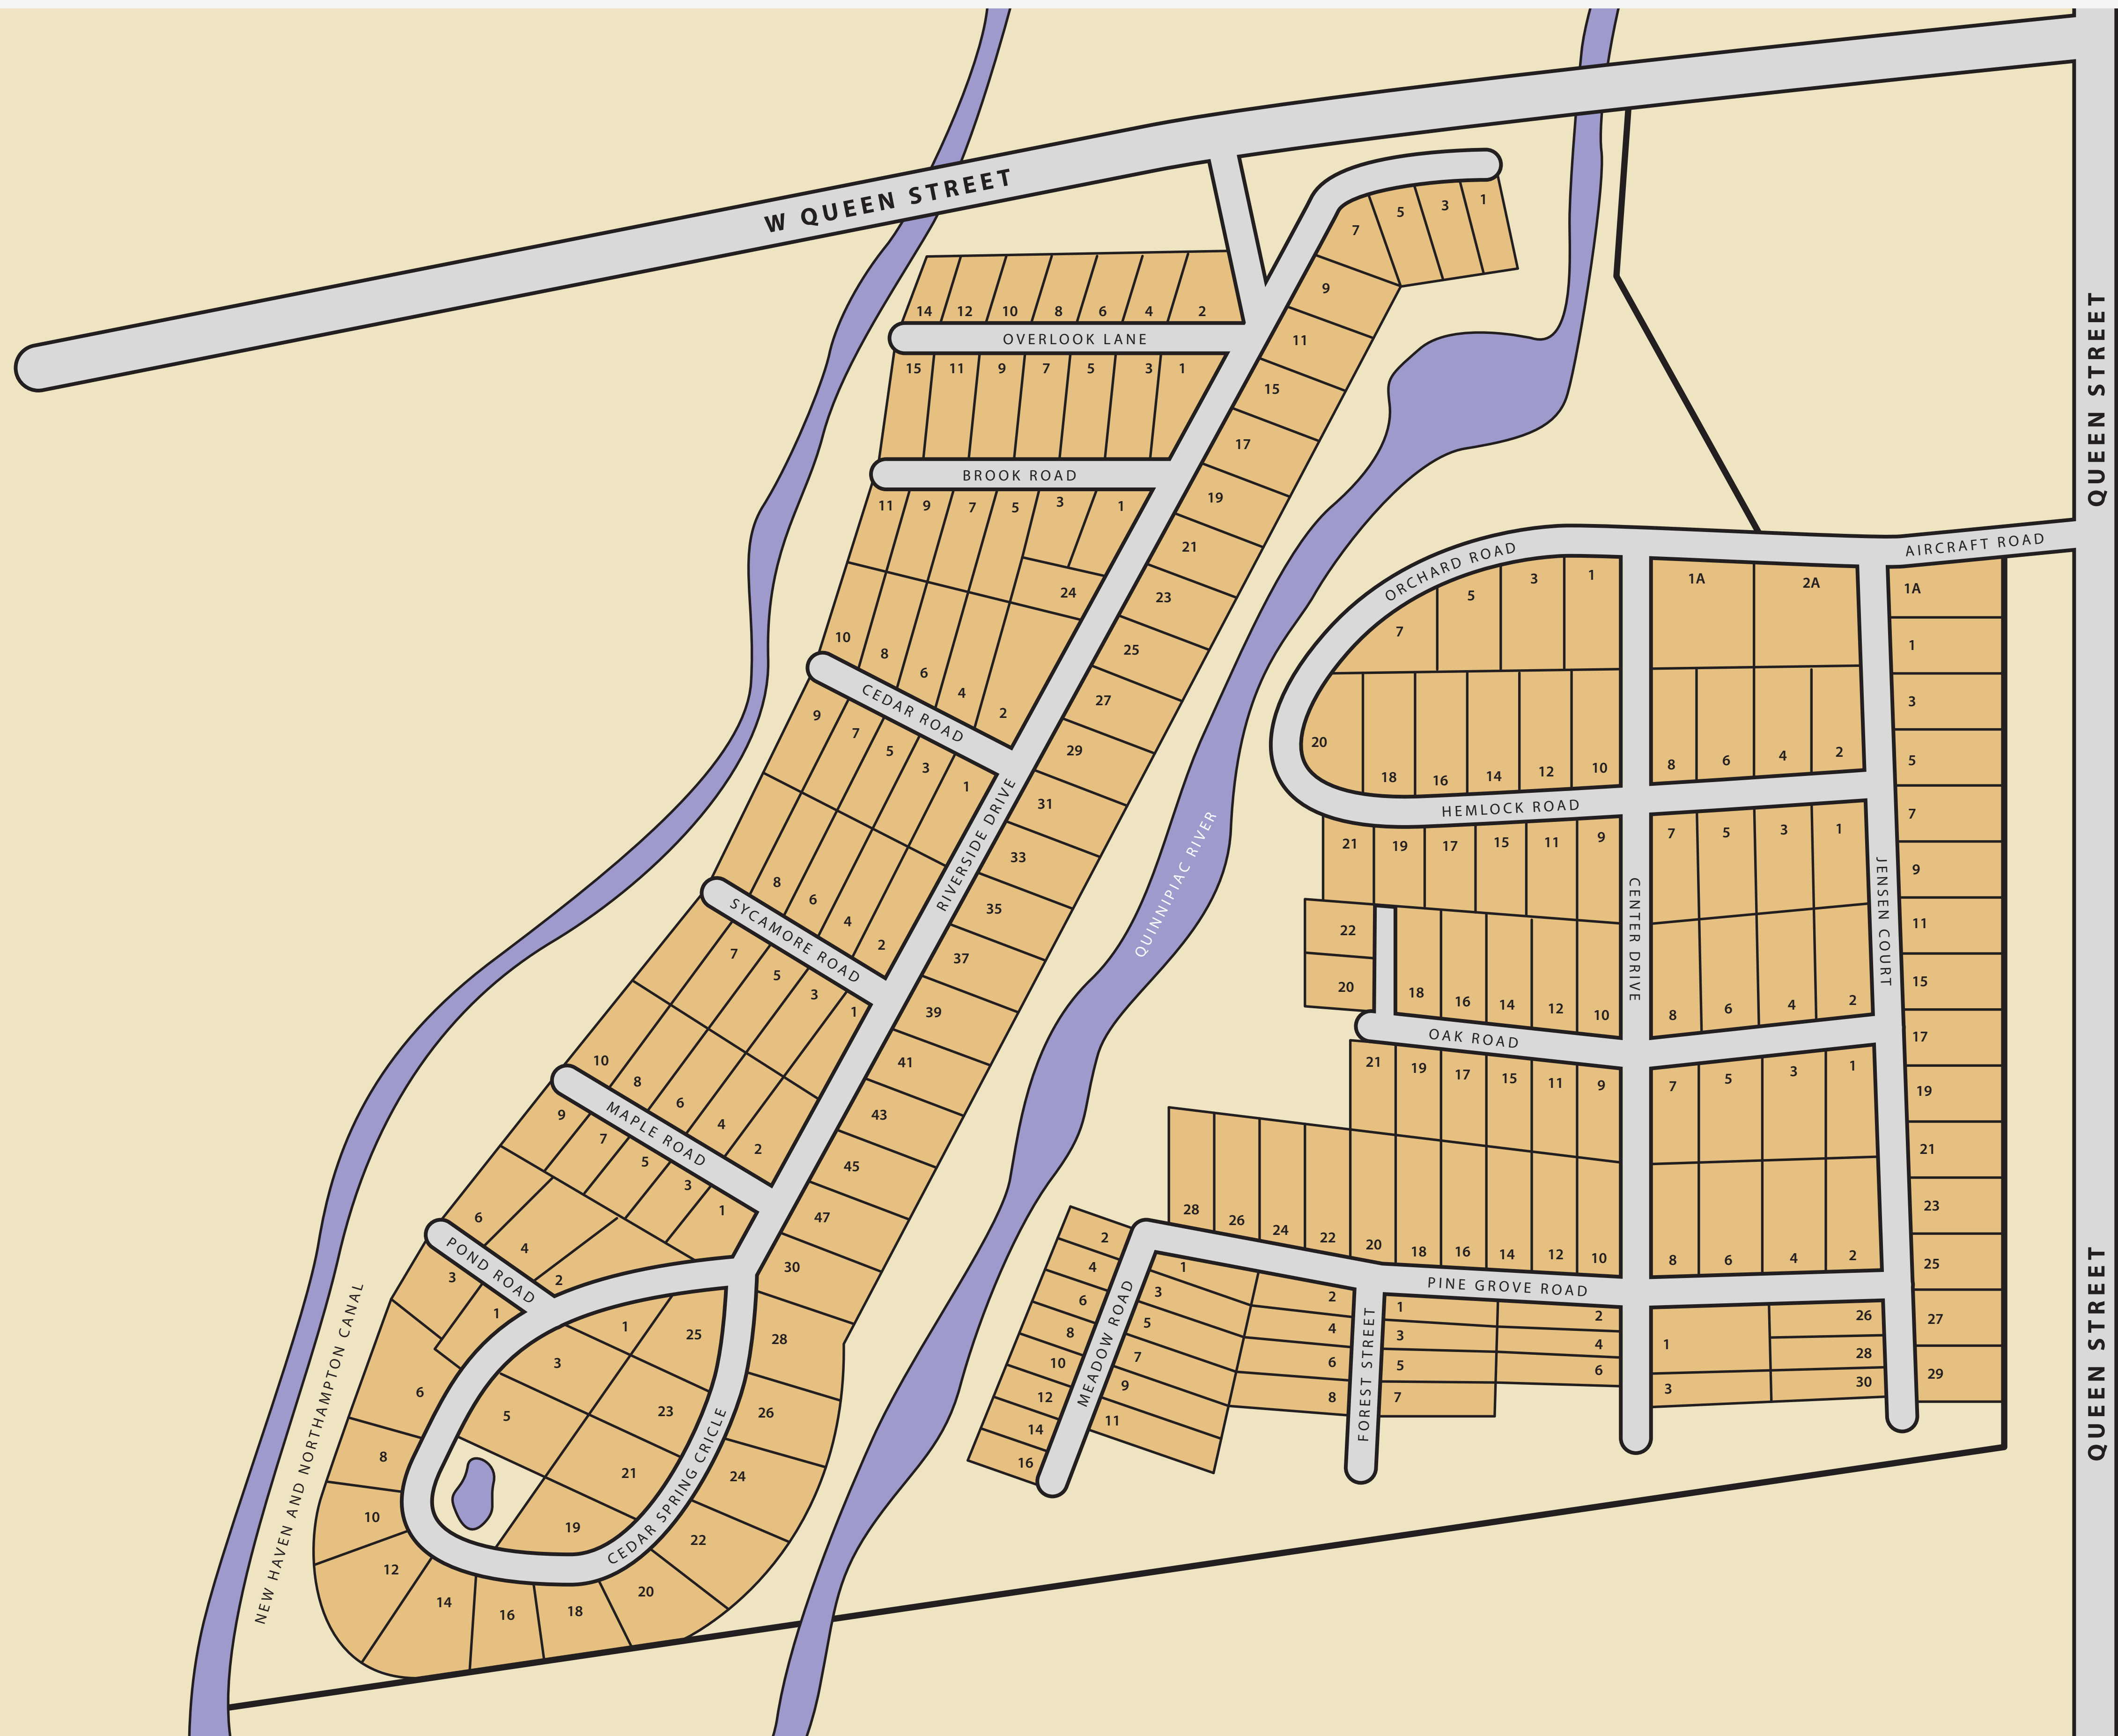 W QUEEN STREET
1
3
5
7
9
11
15
17
19
21
23
25
27
29
31
33
35
37
39
41
43
45
47
14 12 10 8 6 4 2
OVERLOOK LANE
15 11 9 7 5 3 1
BROOK ROAD
11 9 7 5 3 1
24
10 8 6 4 2
CEDAR ROAD
9 7 5 3 1
RIVERSIDE DRIVE
8 6 4 2
SYCAMORE ROAD
7 5 3 1
10 8 6 4 2
MAPLE ROAD
9 7 5 3 1
6 4 2
POND ROAD
3 1
1 3 5
25 23 21 19
CEDAR SPRING CRICLE
6 8 10 12 14 16 18 20 22 24 26 28 30
NEW HAVEN AND NORTHAMPTON CANAL
QUINNIPIAC RIVER
QUEEN STREET
QUEEN STREET
AIRCRAFT ROAD
ORCHARD ROAD
7 5 3 1
1A 2A
20 18 16 14 12 10
8 6 4 2
HEMLOCK ROAD
21 19 17 15 11 9
7 5 3 1
CENTER DRIVE
JENSEN COURT
22
20
18 16 14 12 10
8 6 4 2
OAK ROAD
21 19 17 15 11 9
7 5 3 1
28 26 24 22 20 18 16 14 12 10
8 6 4 2
PINE GROVE ROAD
1A
1
3
5
7
9
11
15
17
19
21
23
25
27
29
2
4
6
8
10
12
14
16
MEADOW ROAD
1
3
5
7
9
11
2
4
6
8
FOREST STREET
1
3
5
7
2
4
6
1
3
26
28
30